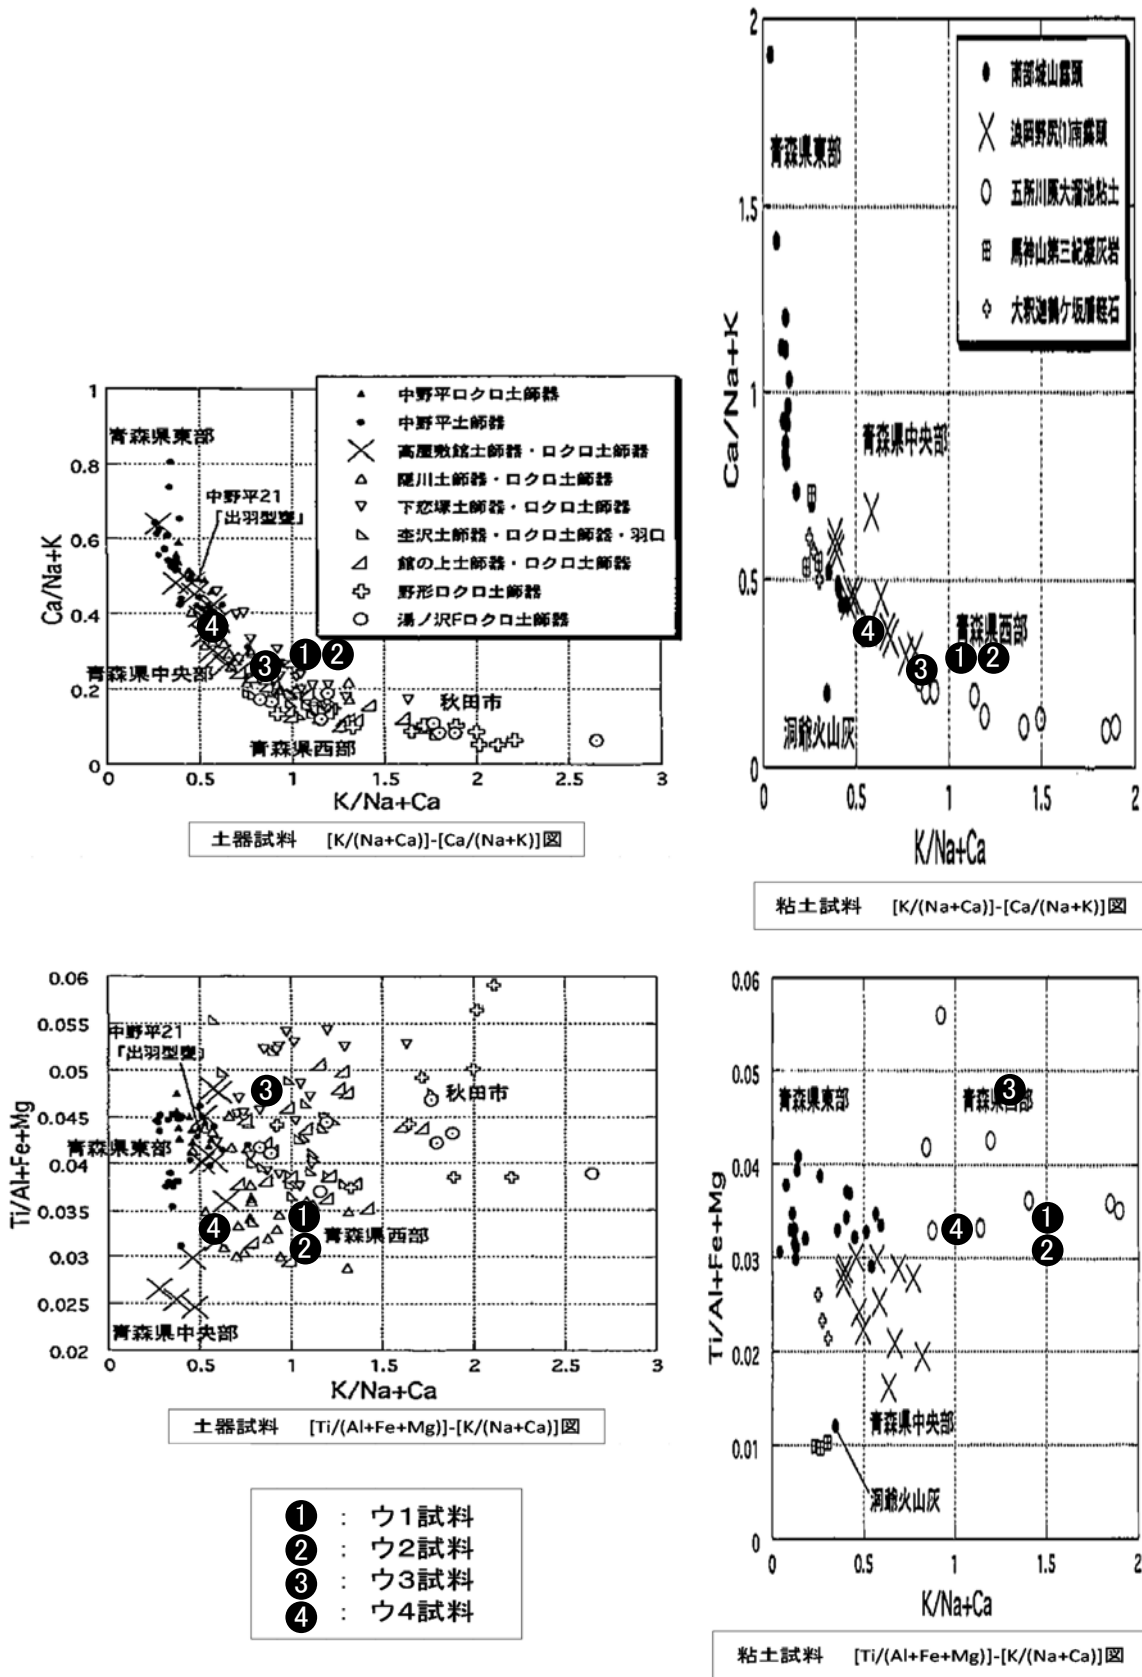 1
0.8
0.6
0.4
0.2
0
Ca/Na+K
青森県東部
中野平21
「出羽型甕」
青森県中央部
青森県西部
秋田市
4
3
1
2
▲ 中野平ロクロ土師器
● 中野平土師器
高屋敷館土師器・ロクロ土師器
隠川土師器・ロクロ土師器
下恋塚土師器・ロクロ土師器
杢沢土師器・ロクロ土師器・羽口
館の上土師器・ロクロ土師器
野形ロクロ土師器
湯ノ沢Fロクロ土師器
0.5 1 1.5 2 2.5 3
K/Na+Ca
土器試料 [K/(Na+Ca)]-[Ca/(Na+K)]図
2
1.5
1
0.5
0
Ca/Na+K
南部城山露頭
浪岡野尻(1)南露頭
五所川原大溜池粘土
馬神山第三紀凝灰岩
大釈迦鶴ケ坂層軽石
青森県東部
青森県中央部
青森県西部
洞爺火山灰
4
3
1
2
0 0.5 1 1.5 2
K/Na+Ca
粘土試料 [K/(Na+Ca)]-[Ca/(Na+K)]図
0.06
0.055
0.05
0.045
0.04
0.035
0.03
0.025
0.02
Ti/Al+Fe+Mg
中野平21
「出羽型甕」
青森県東部
青森県西部
青森県中央部
秋田市
3
4
1
2
0 0.5 1 1.5 2 2.5 3
K/Na+Ca
土器試料 [Ti/(Al+Fe+Mg)]-[K/(Na+Ca)]図
0.06
0.05
0.04
0.03
0.02
0.01
0
Ti/Al+Fe+Mg
青森県東部
青森県西部
青森県中央部
洞爺火山灰
3
4
1
2
0 0.5 1 1.5 2
K/Na+Ca
粘土試料 [Ti/(Al+Fe+Mg)]-[K/(Na+Ca)]図
1 : ウ1試料
2 : ウ2試料
3 : ウ3試料
4 : ウ4試料